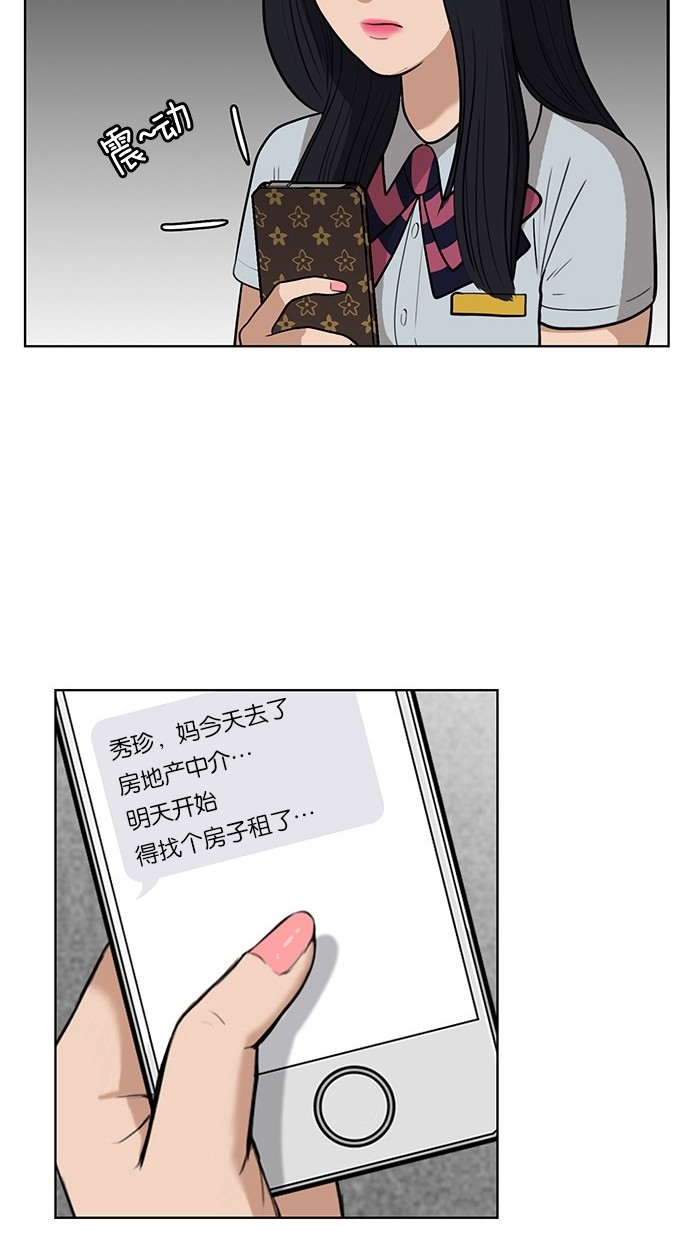 震~动
秀珍，妈今天去了
房地产中介…
明天开始
得找个房子租了…